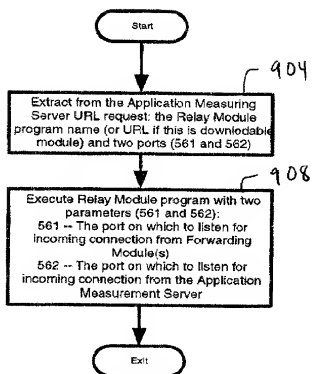 Start
904
Extract from the Application Measuring
Server URL request: the Relay Module
program name (or URL if this is downlodable
module) and two ports (561 and 562)
908
Execute Relay Module program with two
parameters (561 and 562):
561 -- The port on which to listen for
incoming connection from Forwarding
Module(s)
562 -- The port on which to listen for
incoming connection from the Application
Measurement Server
Exit